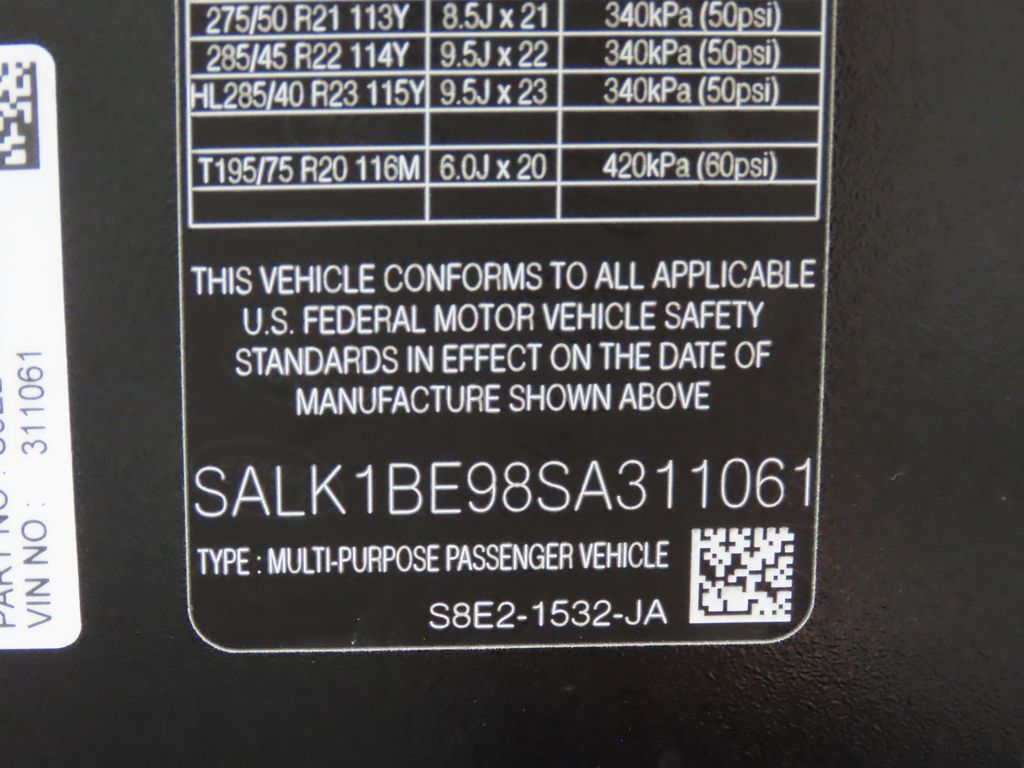 275/50 R21 113Y 8.5J x 21 340kPa (50psi)
285/45 R22 114Y 9.5J x 22 340kPa (50psi)
HL285/40 R23 115Y 9.5J x 23 340kPa (50psi)
T195/75 R20 116M 6.0J x 20 420kPa (60psi)
THIS VEHICLE CONFORMS TO ALL APPLICABLE
U.S. FEDERAL MOTOR VEHICLE SAFETY
STANDARDS IN EFFECT ON THE DATE OF
MANUFACTURE SHOWN ABOVE
SALK1BE98SA311061
TYPE : MULTI-PURPOSE PASSENGER VEHICLE
S8E2-1532-JA
PART NO :
VIN NO : 311061